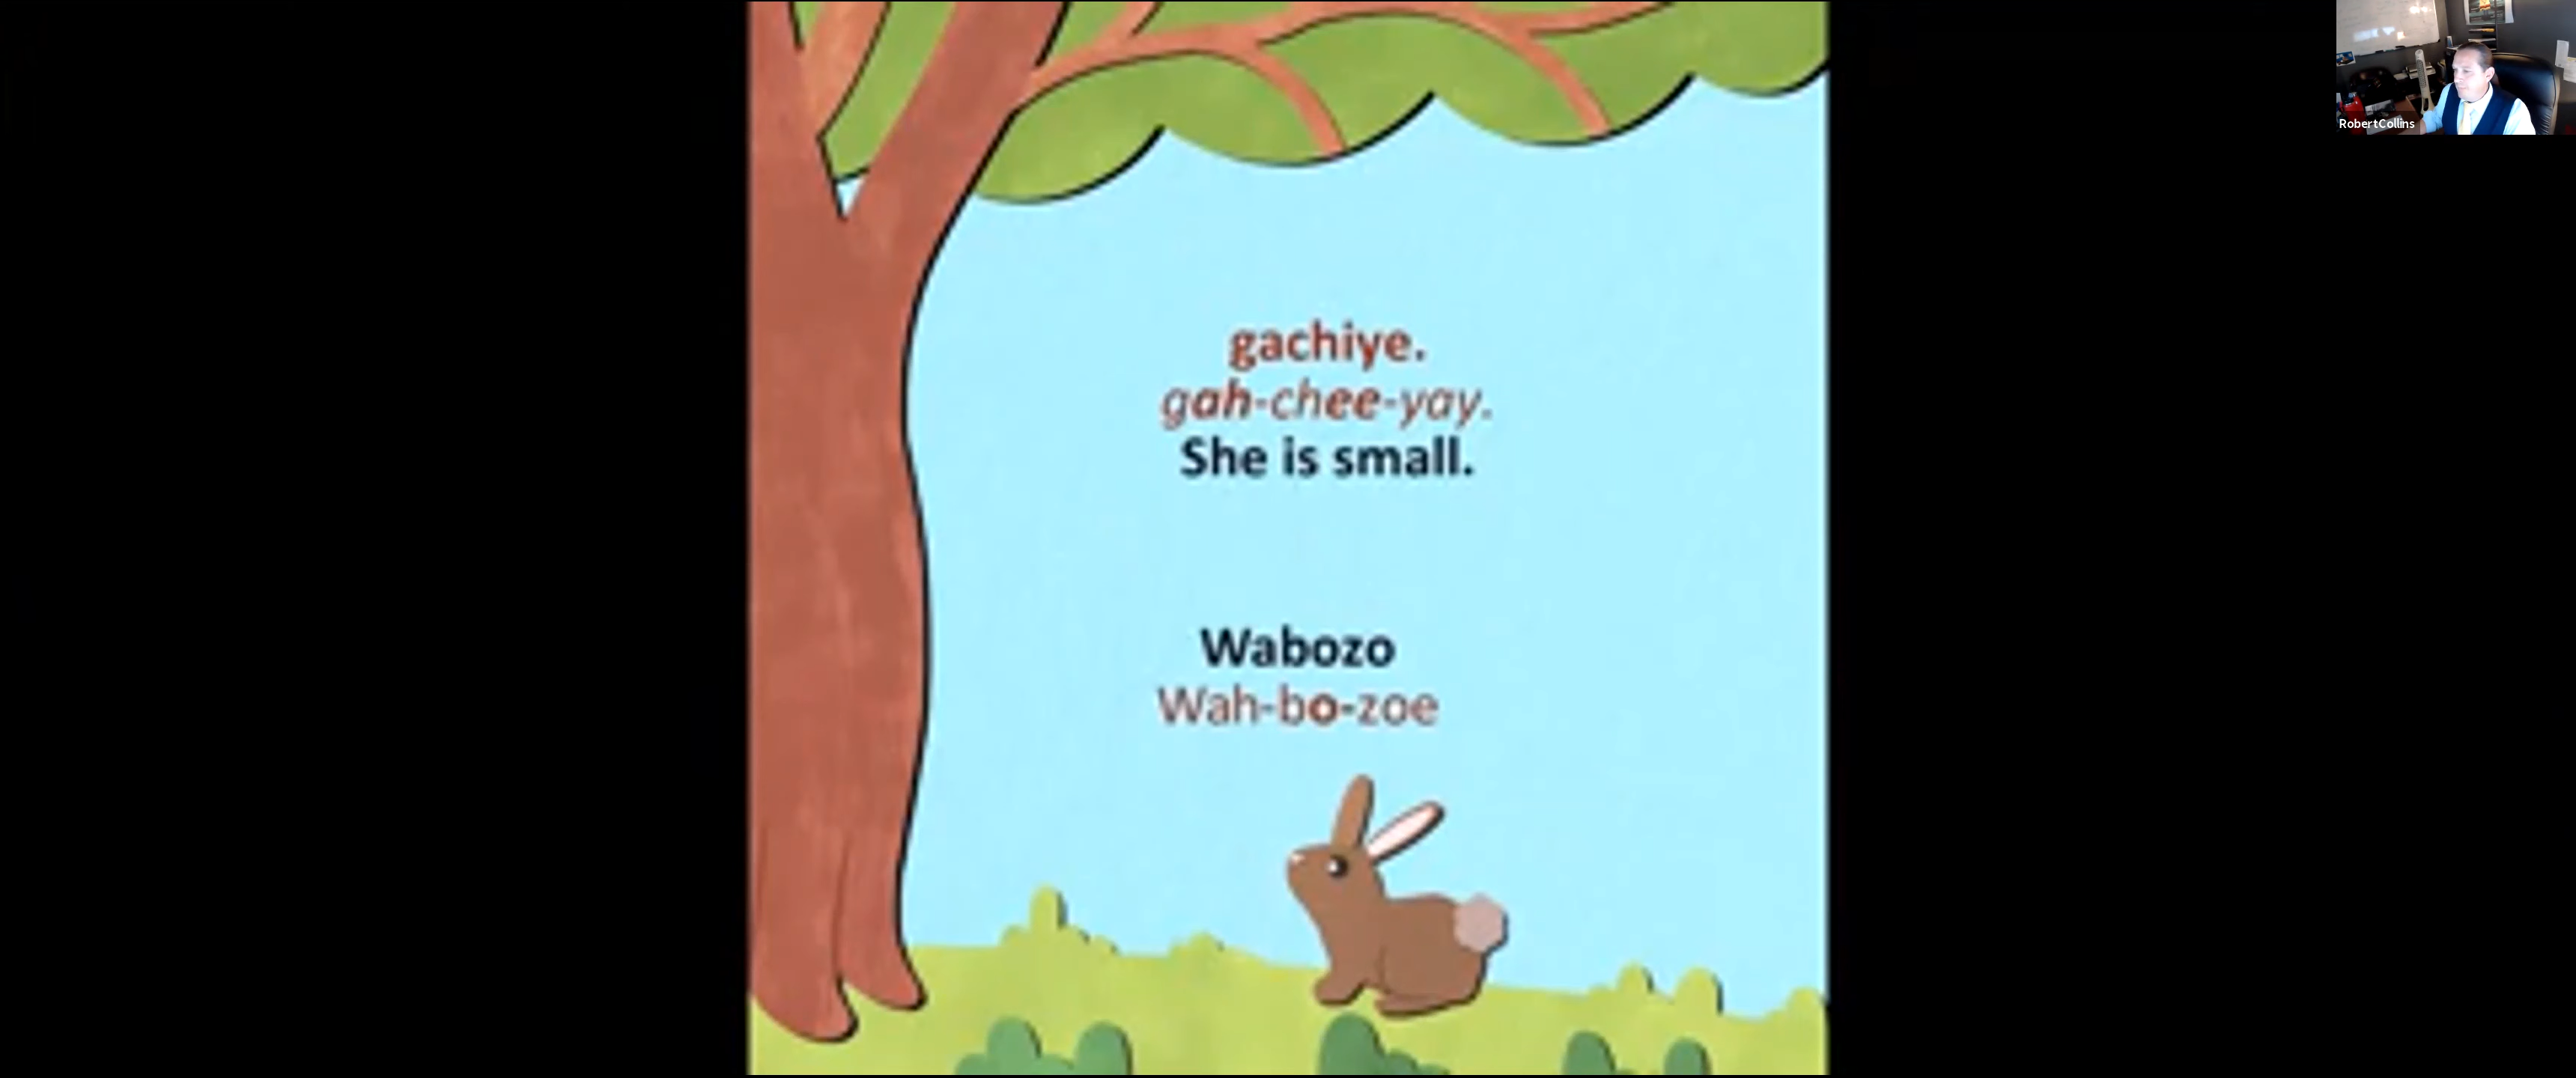 gachiye.
gah-chee-yay.
She is small.
Wabozo
Wah-bo-zoe
RobertCollins